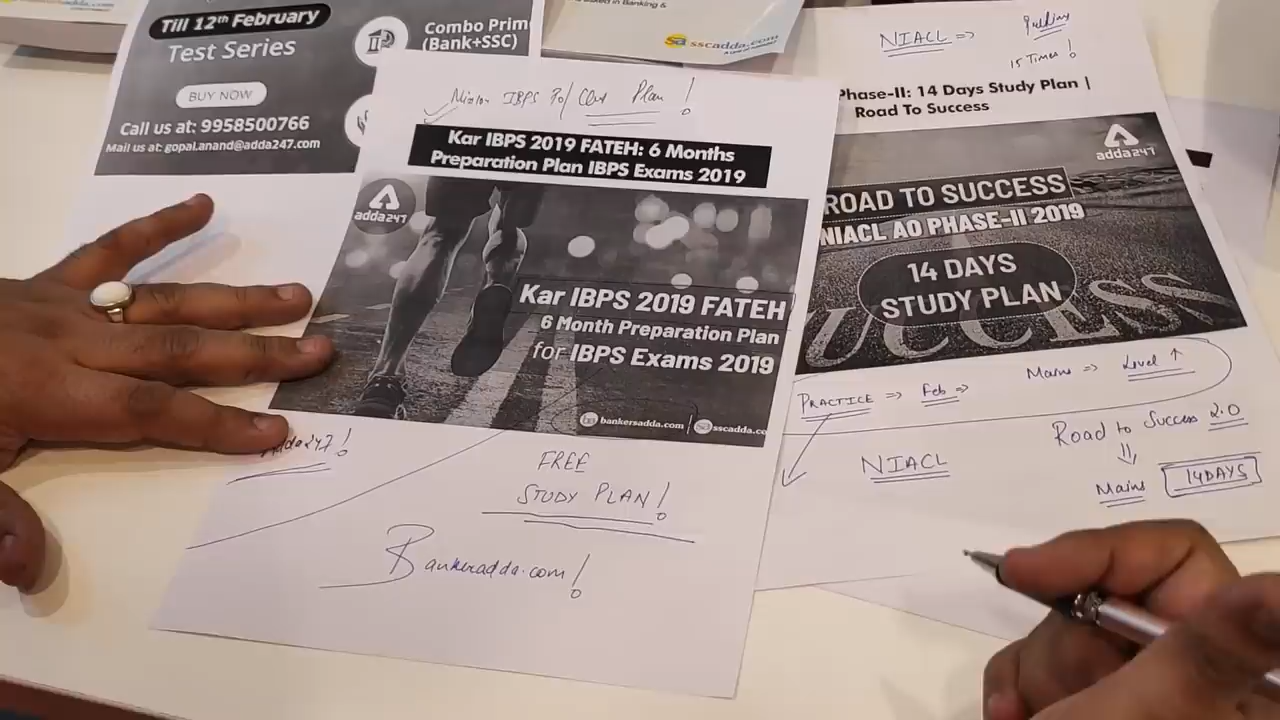 Till 12th February
Test Series
BUY NOW
Call us at: 9958500766
Mail us at: gopal.anand@adda247.com
Combo Prim
(Bank+SSC)
sscadda.com
Mission IBPS PO/ Clerk Plan !
Kar IBPS 2019 FATEH: 6 Months
Preparation Plan IBPS Exams 2019
adda247
Kar IBPS 2019 FATEH
6 Month Preparation Plan
for IBPS Exams 2019
bankersadda.com | sscadda.co
Adda247 !
FREE
STUDY PLAN !
Bankeradda.com !
NIACL =>
15 Times !
Phase-II: 14 Days Study Plan |
Road To Success
adda247
ROAD TO SUCCESS
NIACL AO PHASE-II 2019
14 DAYS
STUDY PLAN
SUCCESS
PRACTICE => Feb =>
Mains => Level ↑
NIACL
Road to Success 2.0
Mains 14DAYS